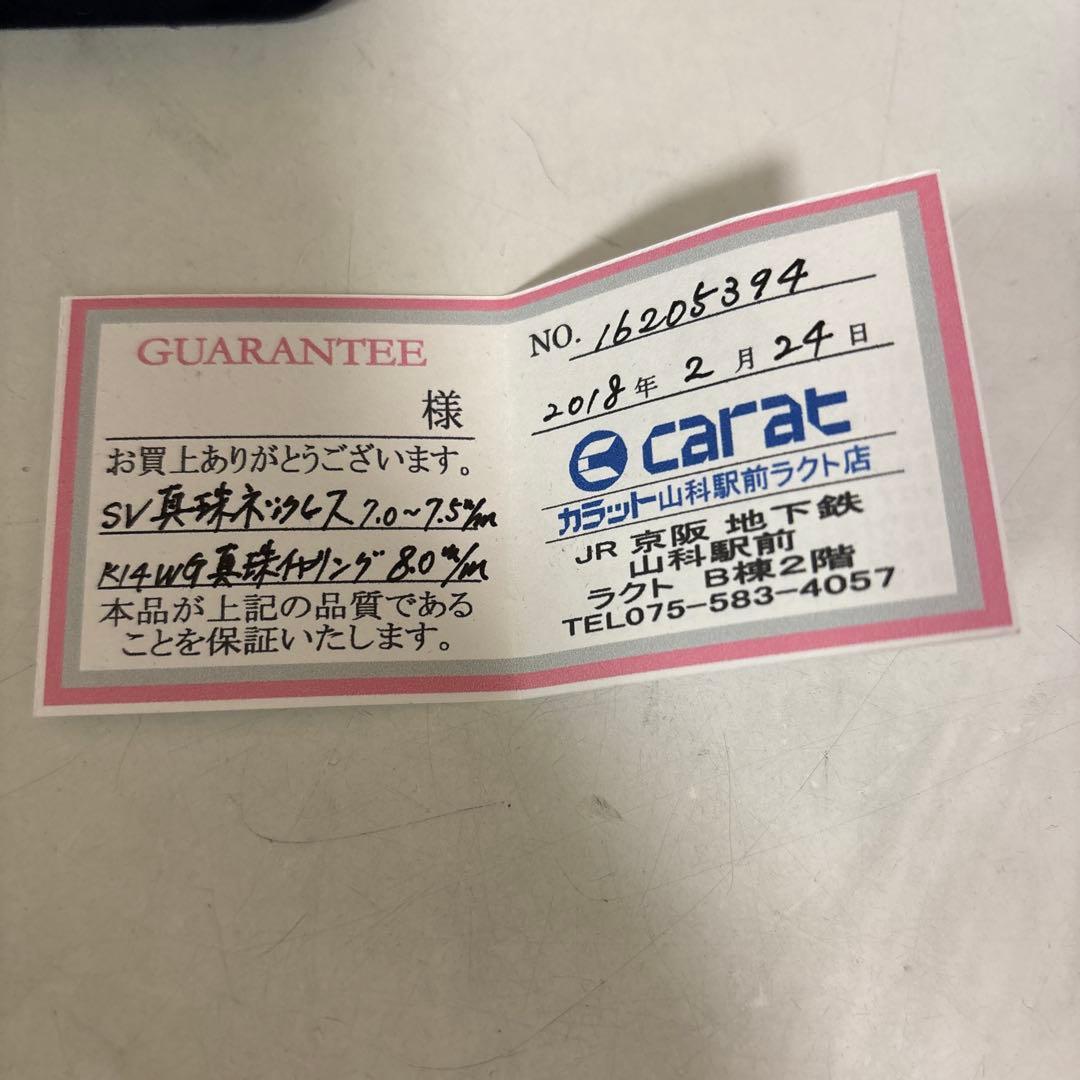 GUARANTEE
様
お買上ありがとうございます。
SV真珠ネックレス 7.0~7.5m/m
K14WG真珠イヤリング 8.0m/m
本品が上記の品質である
ことを保証いたします。
NO. 16205394
2018年 2月 24日
carat
カラット山科駅前ラクト店
JR 京阪 地下鉄
山科駅前
ラクト B棟2階
TEL075-583-4057